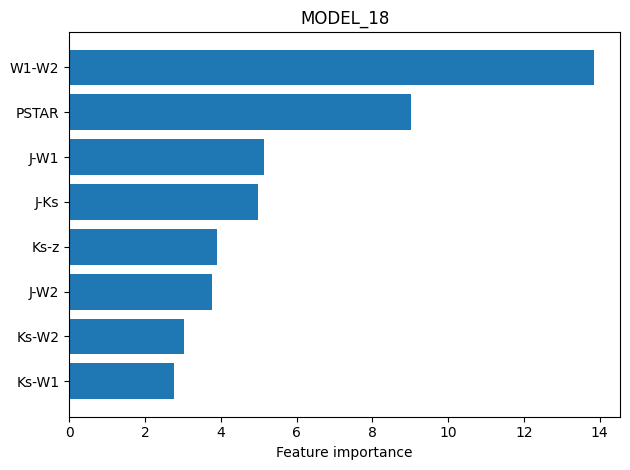 MODEL_18
W1-W2
PSTAR
J-W1
J-Ks
Ks-z
J-W2
Ks-W2
Ks-W1
0 2 4 6 8 10 12 14
Feature importance